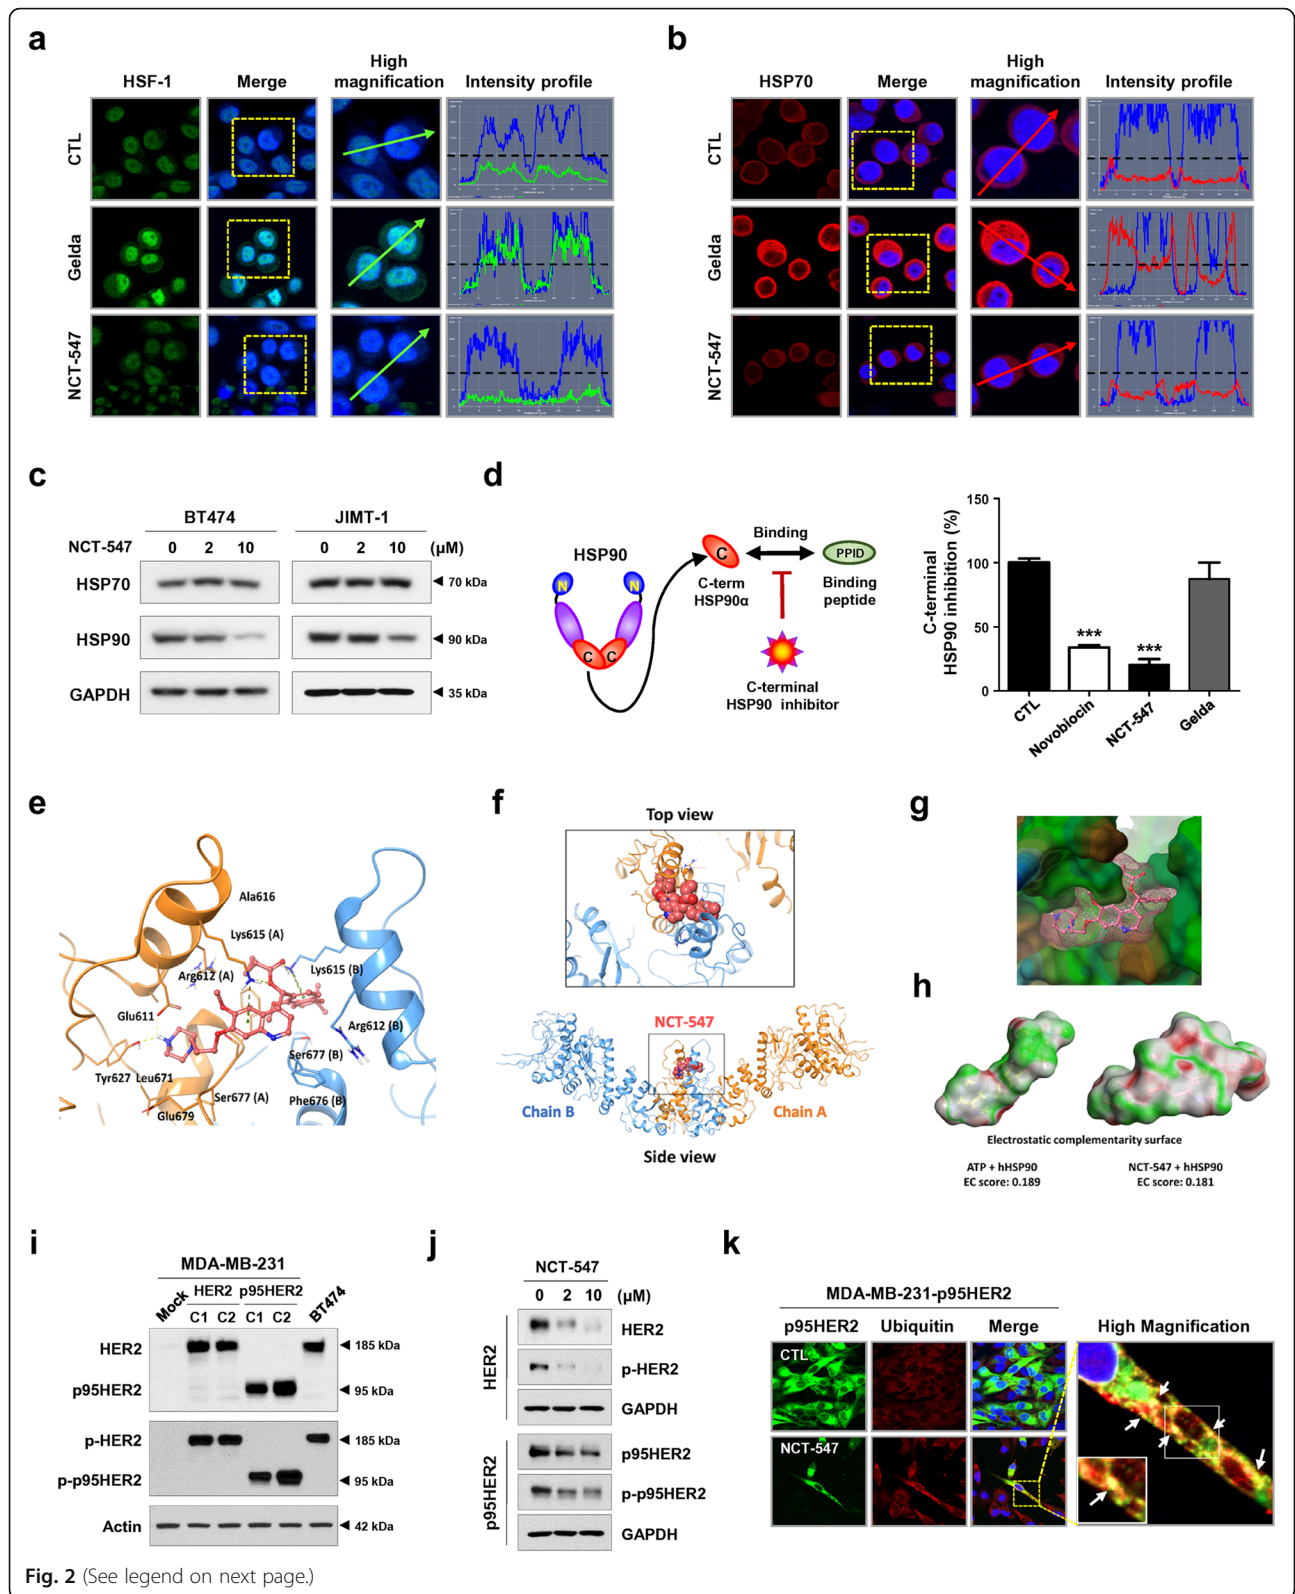 a
HSF-1 Merge High magnification Intensity profile
CTL
Gelda
NCT-547
b
HSP70 Merge High magnification Intensity profile
CTL
Gelda
NCT-547
c
BT474 JIMT-1
NCT-547 0 2 10 0 2 10 (µM)
HSP70 70 kDa
HSP90 90 kDa
GAPDH 35 kDa
d
HSP90
N N
C C
C
C-term
HSP90α
Binding
PPID
Binding
peptide
C-terminal
HSP90 inhibitor
C-terminal
HSP90 inhibition (%)
150
100
50
0
CTL
Novobiocin
***
NCT-547
***
Gelda
e
Ala616
Lys615 (A)
Arg612 (A)
Lys615 (B)
Glu611
Arg612 (B)
Ser677 (B)
Tyr627 Leu671
Ser677 (A)
Phe676 (B)
Glu679
f
Top view
NCT-547
Chain B Chain A
Side view
g
h
Electrostatic complementarity surface
ATP + hHSP90 NCT-547 + hHSP90
EC score: 0.189 EC score: 0.181
i
MDA-MB-231
Mock HER2 p95HER2 BT474
C1 C2 C1 C2
HER2 185 kDa
p95HER2 95 kDa
p-HER2 185 kDa
p-p95HER2 95 kDa
Actin 42 kDa
j
NCT-547
0 2 10 (µM)
HER2
HER2
p-HER2
GAPDH
p95HER2
p95HER2
p-p95HER2
GAPDH
k
MDA-MB-231-p95HER2
p95HER2 Ubiquitin Merge High Magnification
CTL
NCT-547
Fig. 2 (See legend on next page.)